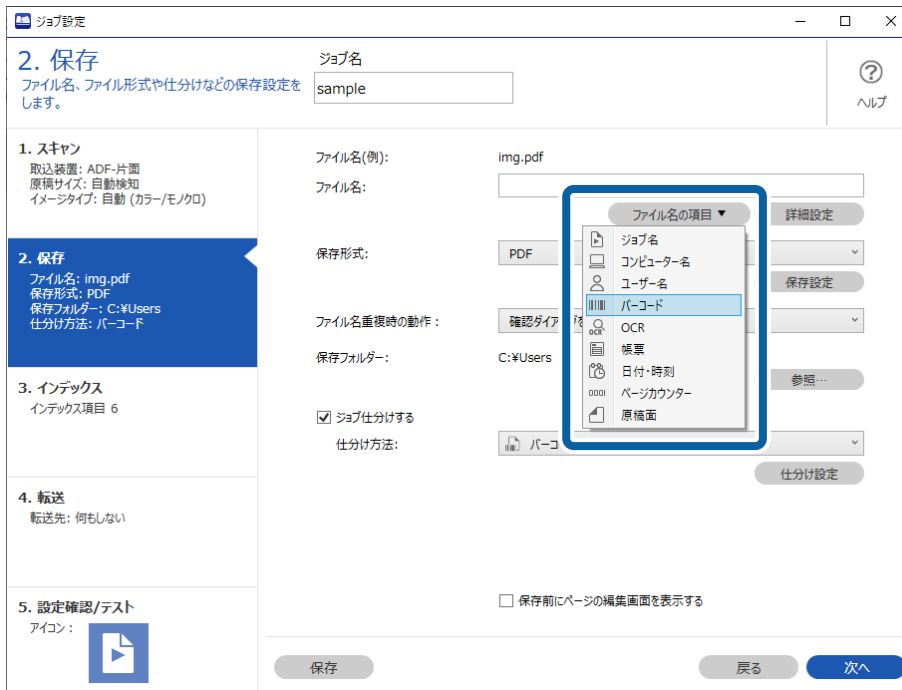 ジョブ設定
2. 保存
ファイル名、ファイル形式や仕分けなどの保存設定を
します。
ジョブ名
sample
ヘルプ
1. スキャン
取込装置: ADF-片面
原稿サイズ: 自動検知
イメージタイプ: 自動 (カラー/モノクロ)
2. 保存
ファイル名: img.pdf
保存形式: PDF
保存フォルダー: C:¥Users
仕分け方法: バーコード
3. インデックス
インデックス項目 6
4. 転送
転送先: 何もしない
5. 設定確認/テスト
アイコン :
ファイル名(例): img.pdf
ファイル名:
ファイル名の項目 ▼ 詳細設定
ジョブ名
コンピューター名
ユーザー名
バーコード
OCR OCR
帳票
日付・時刻
0001 ページカウンター
原稿面
保存形式: PDF
保存設定
ファイル名重複時の動作 : 確認ダイアログを
保存フォルダー: C:¥Users
参照…
ジョブ仕分けする
仕分け方法: バーコ
仕分け設定
保存前にページの編集画面を表示する
保存 戻る 次へ